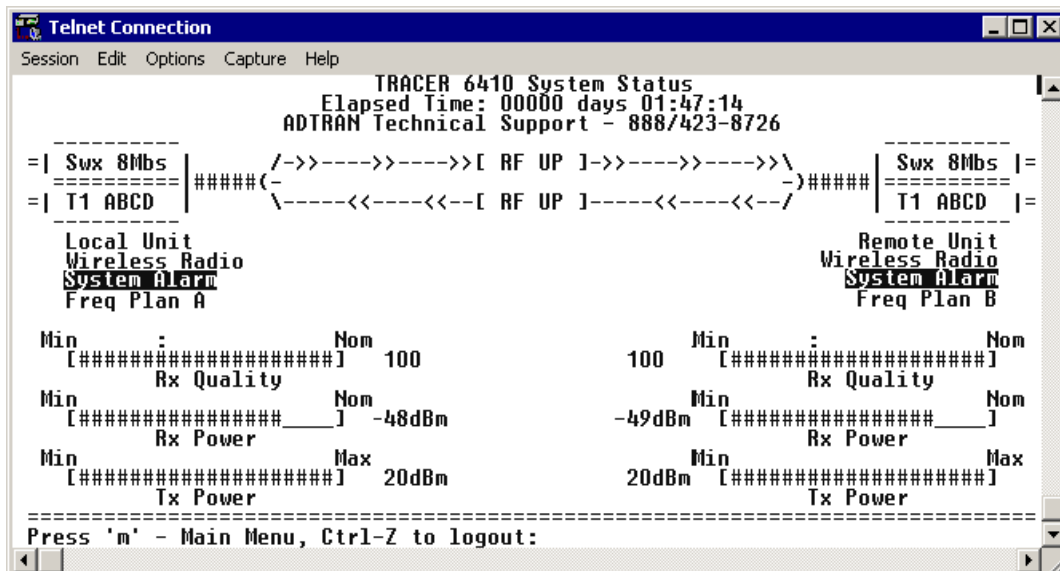 Telnet Connection
Session Edit Options Capture Help
TRACER 6410 System Status
Elapsed Time: 00000 days 01:47:14
ADTRAN Technical Support - 888/423-8726
---------- ----------
=| Swx 8Mbs | /->>---->>---->>[ RF UP ]->>---->>---->>\ | Swx 8Mbs |=
========== |#####(- -)#####| ==========
=| T1 ABCD | \-----<<----<<--[ RF UP ]-----<<----<<--/ | T1 ABCD |=
---------- ----------
Local Unit Remote Unit
Wireless Radio Wireless Radio
System Alarm System Alarm
Freq Plan A Freq Plan B
Min : Nom Min : Nom
[####################] 100 100 [####################]
Rx Quality Rx Quality
Min Nom Min Nom
[################____] -48dBm -49dBm [################____]
Rx Power Rx Power
Min Max Min Max
[####################] 20dBm 20dBm [####################]
Tx Power Tx Power
===============================================================================
Press 'm' - Main Menu, Ctrl-Z to logout: